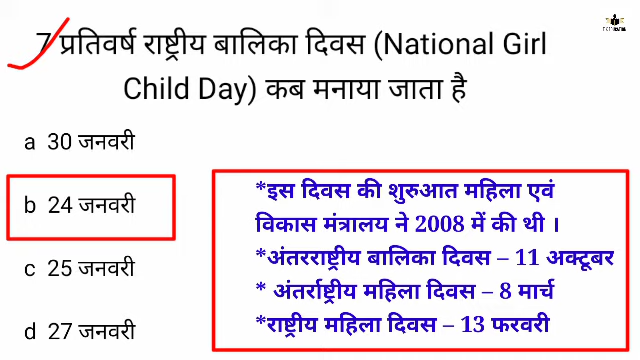 7 प्रतिवर्ष राष्ट्रीय बालिका दिवस (National Girl
Child Day) कब मनाया जाता है
a 30 जनवरी
b 24 जनवरी
c 25 जनवरी
d 27 जनवरी
*इस दिवस की शुरुआत महिला एवं
विकास मंत्रालय ने 2008 में की थी ।
*अंतरराष्ट्रीय बालिका दिवस – 11 अक्टूबर
* अंतर्राष्ट्रीय महिला दिवस – 8 मार्च
*राष्ट्रीय महिला दिवस – 13 फरवरी